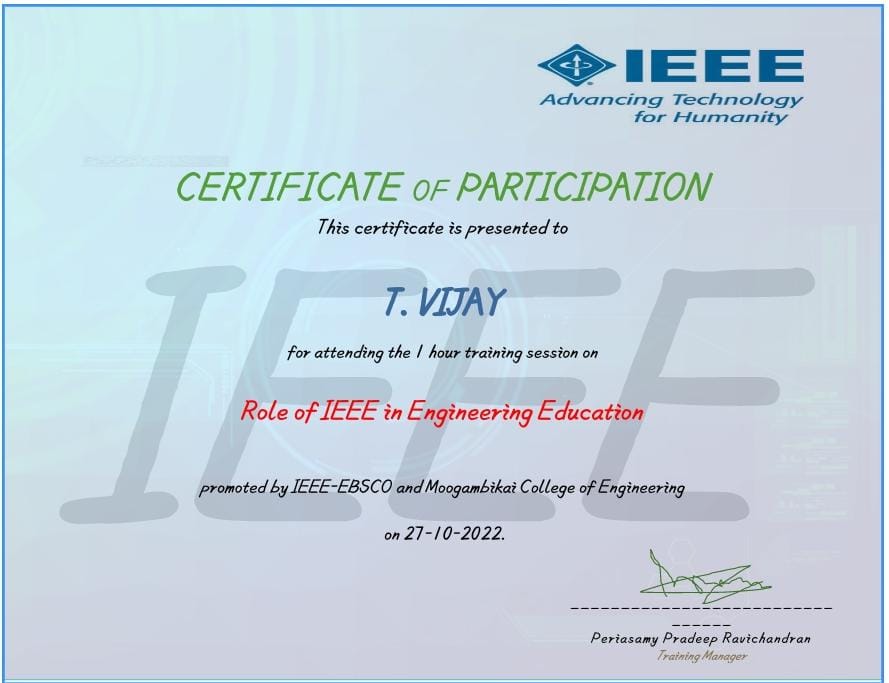 IEEE
Advancing Technology
for Humanity
CERTIFICATE OF PARTICIPATION
This certificate is presented to
T. VIJAY
for attending the 1 hour training session on
Role of IEEE in Engineering Education
promoted by IEEE-EBSCO and Moogambikai College of Engineering
on 27-10-2022.
Periasamy Pradeep Ravichandran
Training Manager
IEEE